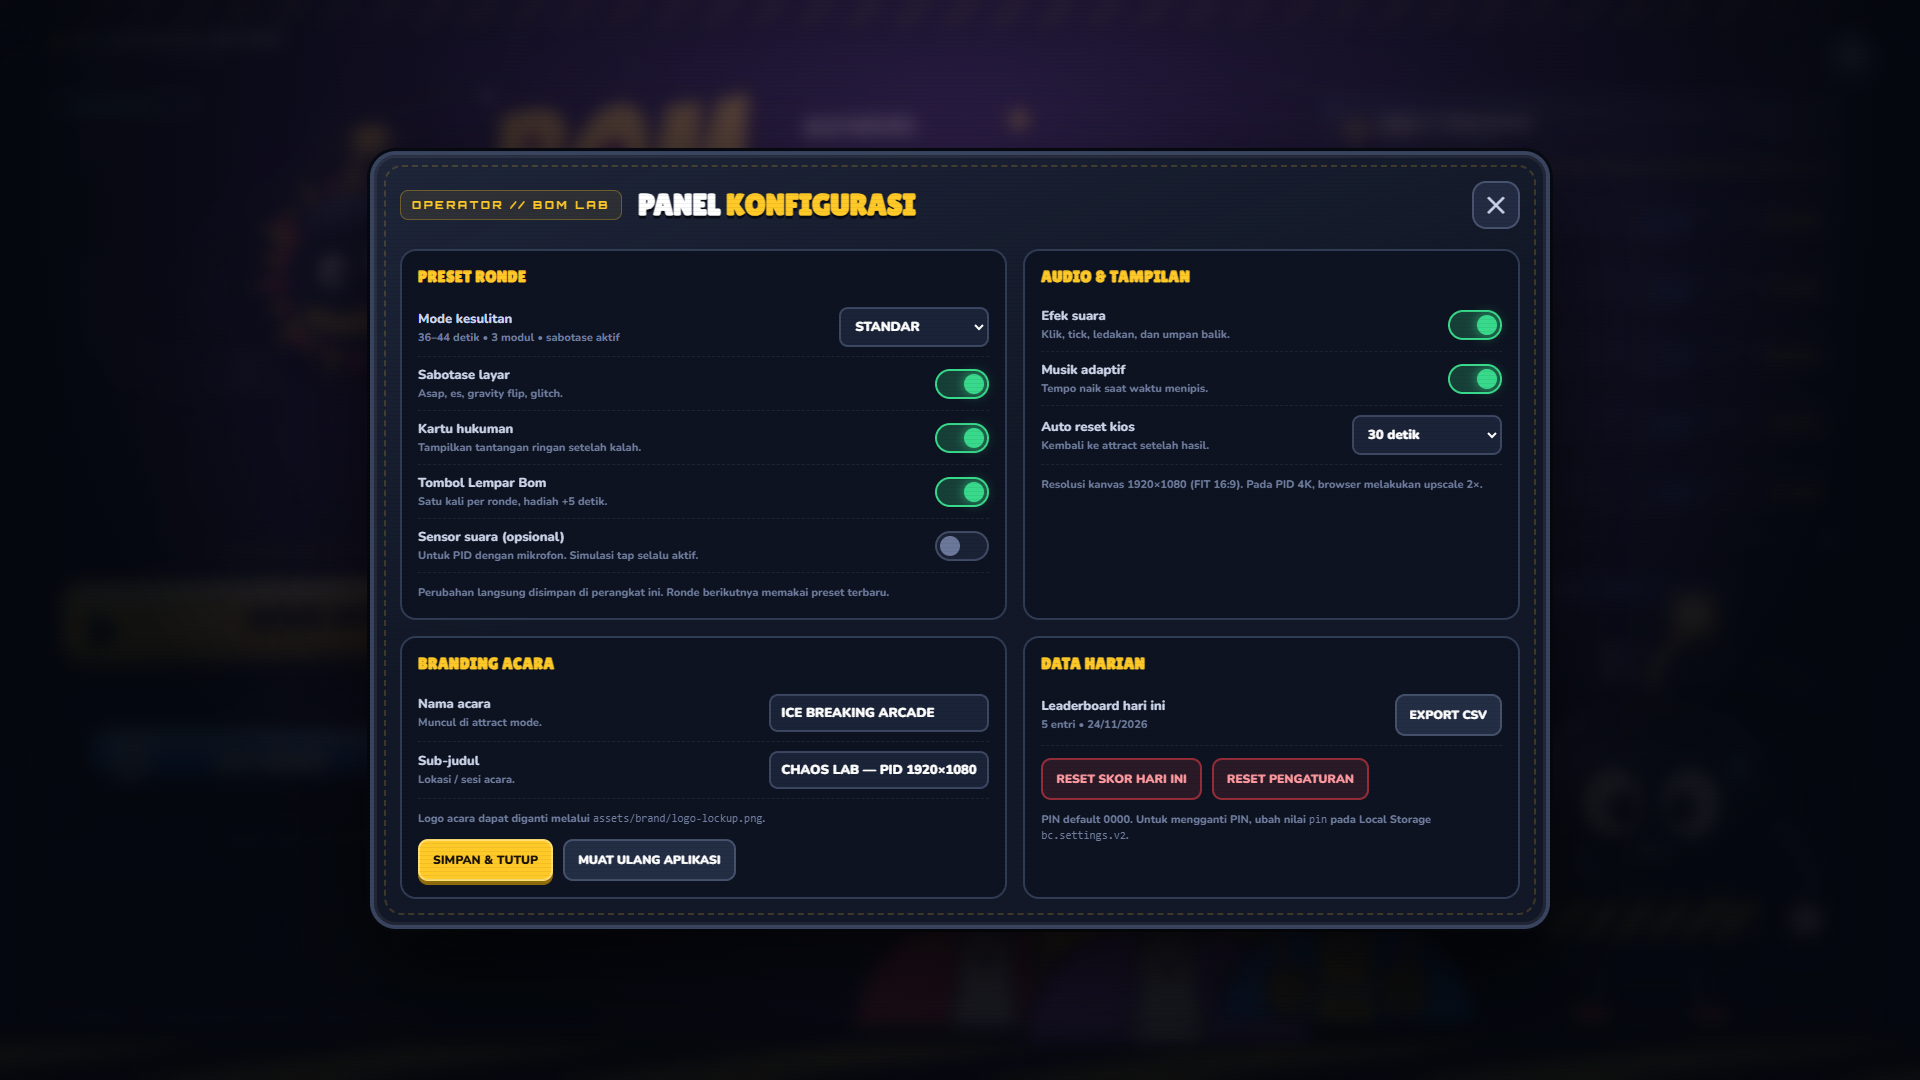 OPERATOR // BOM LAB
PANEL KONFIGURASI
PRESET RONDE
Mode kesulitan
36–44 detik • 3 modul • sabotase aktif
STANDAR
Sabotase layar
Asap, es, gravity flip, glitch.
Kartu hukuman
Tampilkan tantangan ringan setelah kalah.
Tombol Lempar Bom
Satu kali per ronde, hadiah +5 detik.
Sensor suara (opsional)
Untuk PID dengan mikrofon. Simulasi tap selalu aktif.
Perubahan langsung disimpan di perangkat ini. Ronde berikutnya memakai preset terbaru.
AUDIO & TAMPILAN
Efek suara
Klik, tick, ledakan, dan umpan balik.
Musik adaptif
Tempo naik saat waktu menipis.
Auto reset kios
Kembali ke attract setelah hasil.
30 detik
Resolusi kanvas 1920×1080 (FIT 16:9). Pada PID 4K, browser melakukan upscale 2×.
BRANDING ACARA
Nama acara
Muncul di attract mode.
ICE BREAKING ARCADE
Sub-judul
Lokasi / sesi acara.
CHAOS LAB — PID 1920×1080
Logo acara dapat diganti melalui assets/brand/logo-lockup.png.
SIMPAN & TUTUP
MUAT ULANG APLIKASI
DATA HARIAN
Leaderboard hari ini
5 entri • 24/11/2026
EXPORT CSV
RESET SKOR HARI INI
RESET PENGATURAN
PIN default 0000. Untuk mengganti PIN, ubah nilai pin pada Local Storage
bc.settings.v2.
BOM